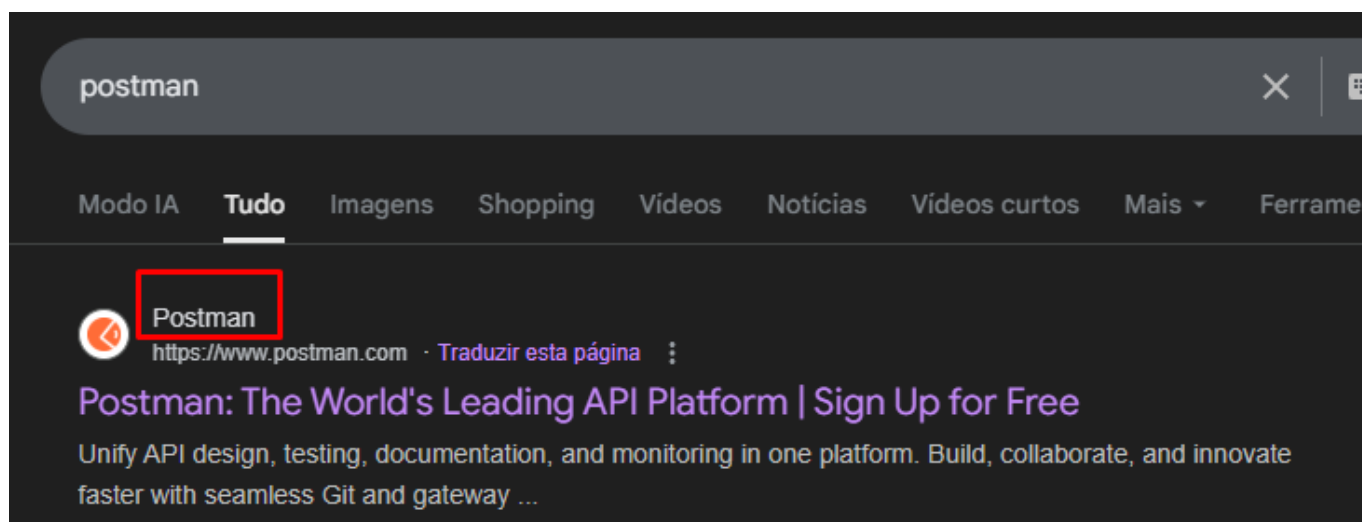 postman
Modo IA Tudo Imagens Shopping Vídeos Notícias Vídeos curtos Mais Ferrame
Postman
https://www.postman.com · Traduzir esta página
Postman: The World's Leading API Platform | Sign Up for Free
Unify API design, testing, documentation, and monitoring in one platform. Build, collaborate, and innovate
faster with seamless Git and gateway ...